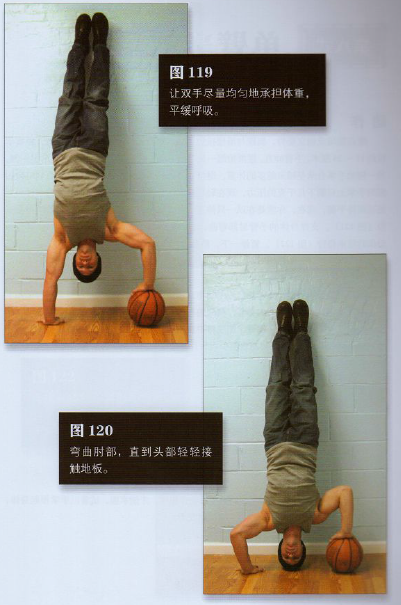 图 119
让双手尽量均匀地承担体重，
平缓呼吸。
图 120
弯曲肘部，直到头部轻轻接
触地板。